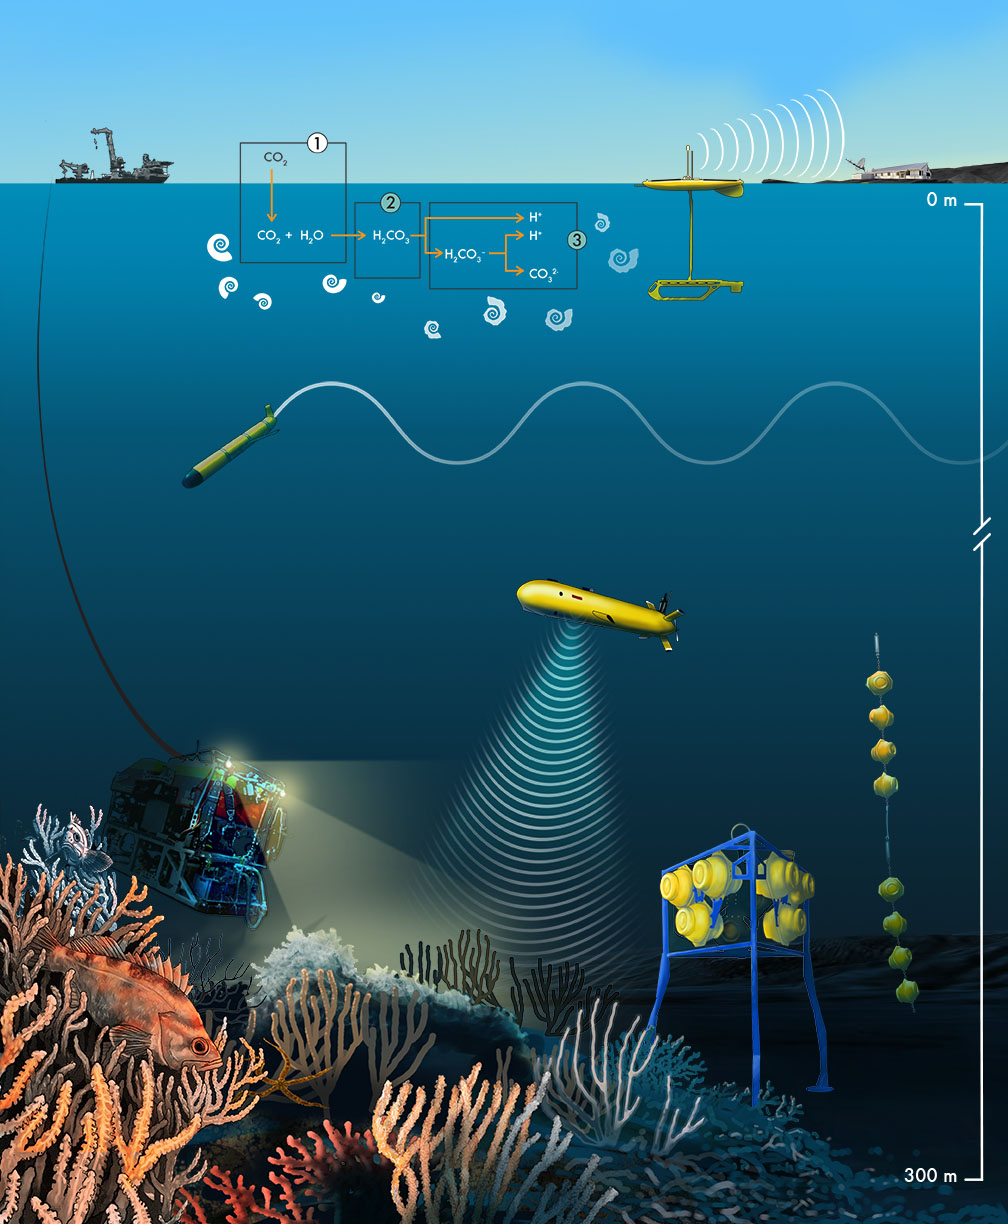 1
CO₂
2
0 m
CO₂ + H₂O
H₂CO₃
H⁺
H⁺
3
H₂CO₃⁻
CO₃²⁻
300 m